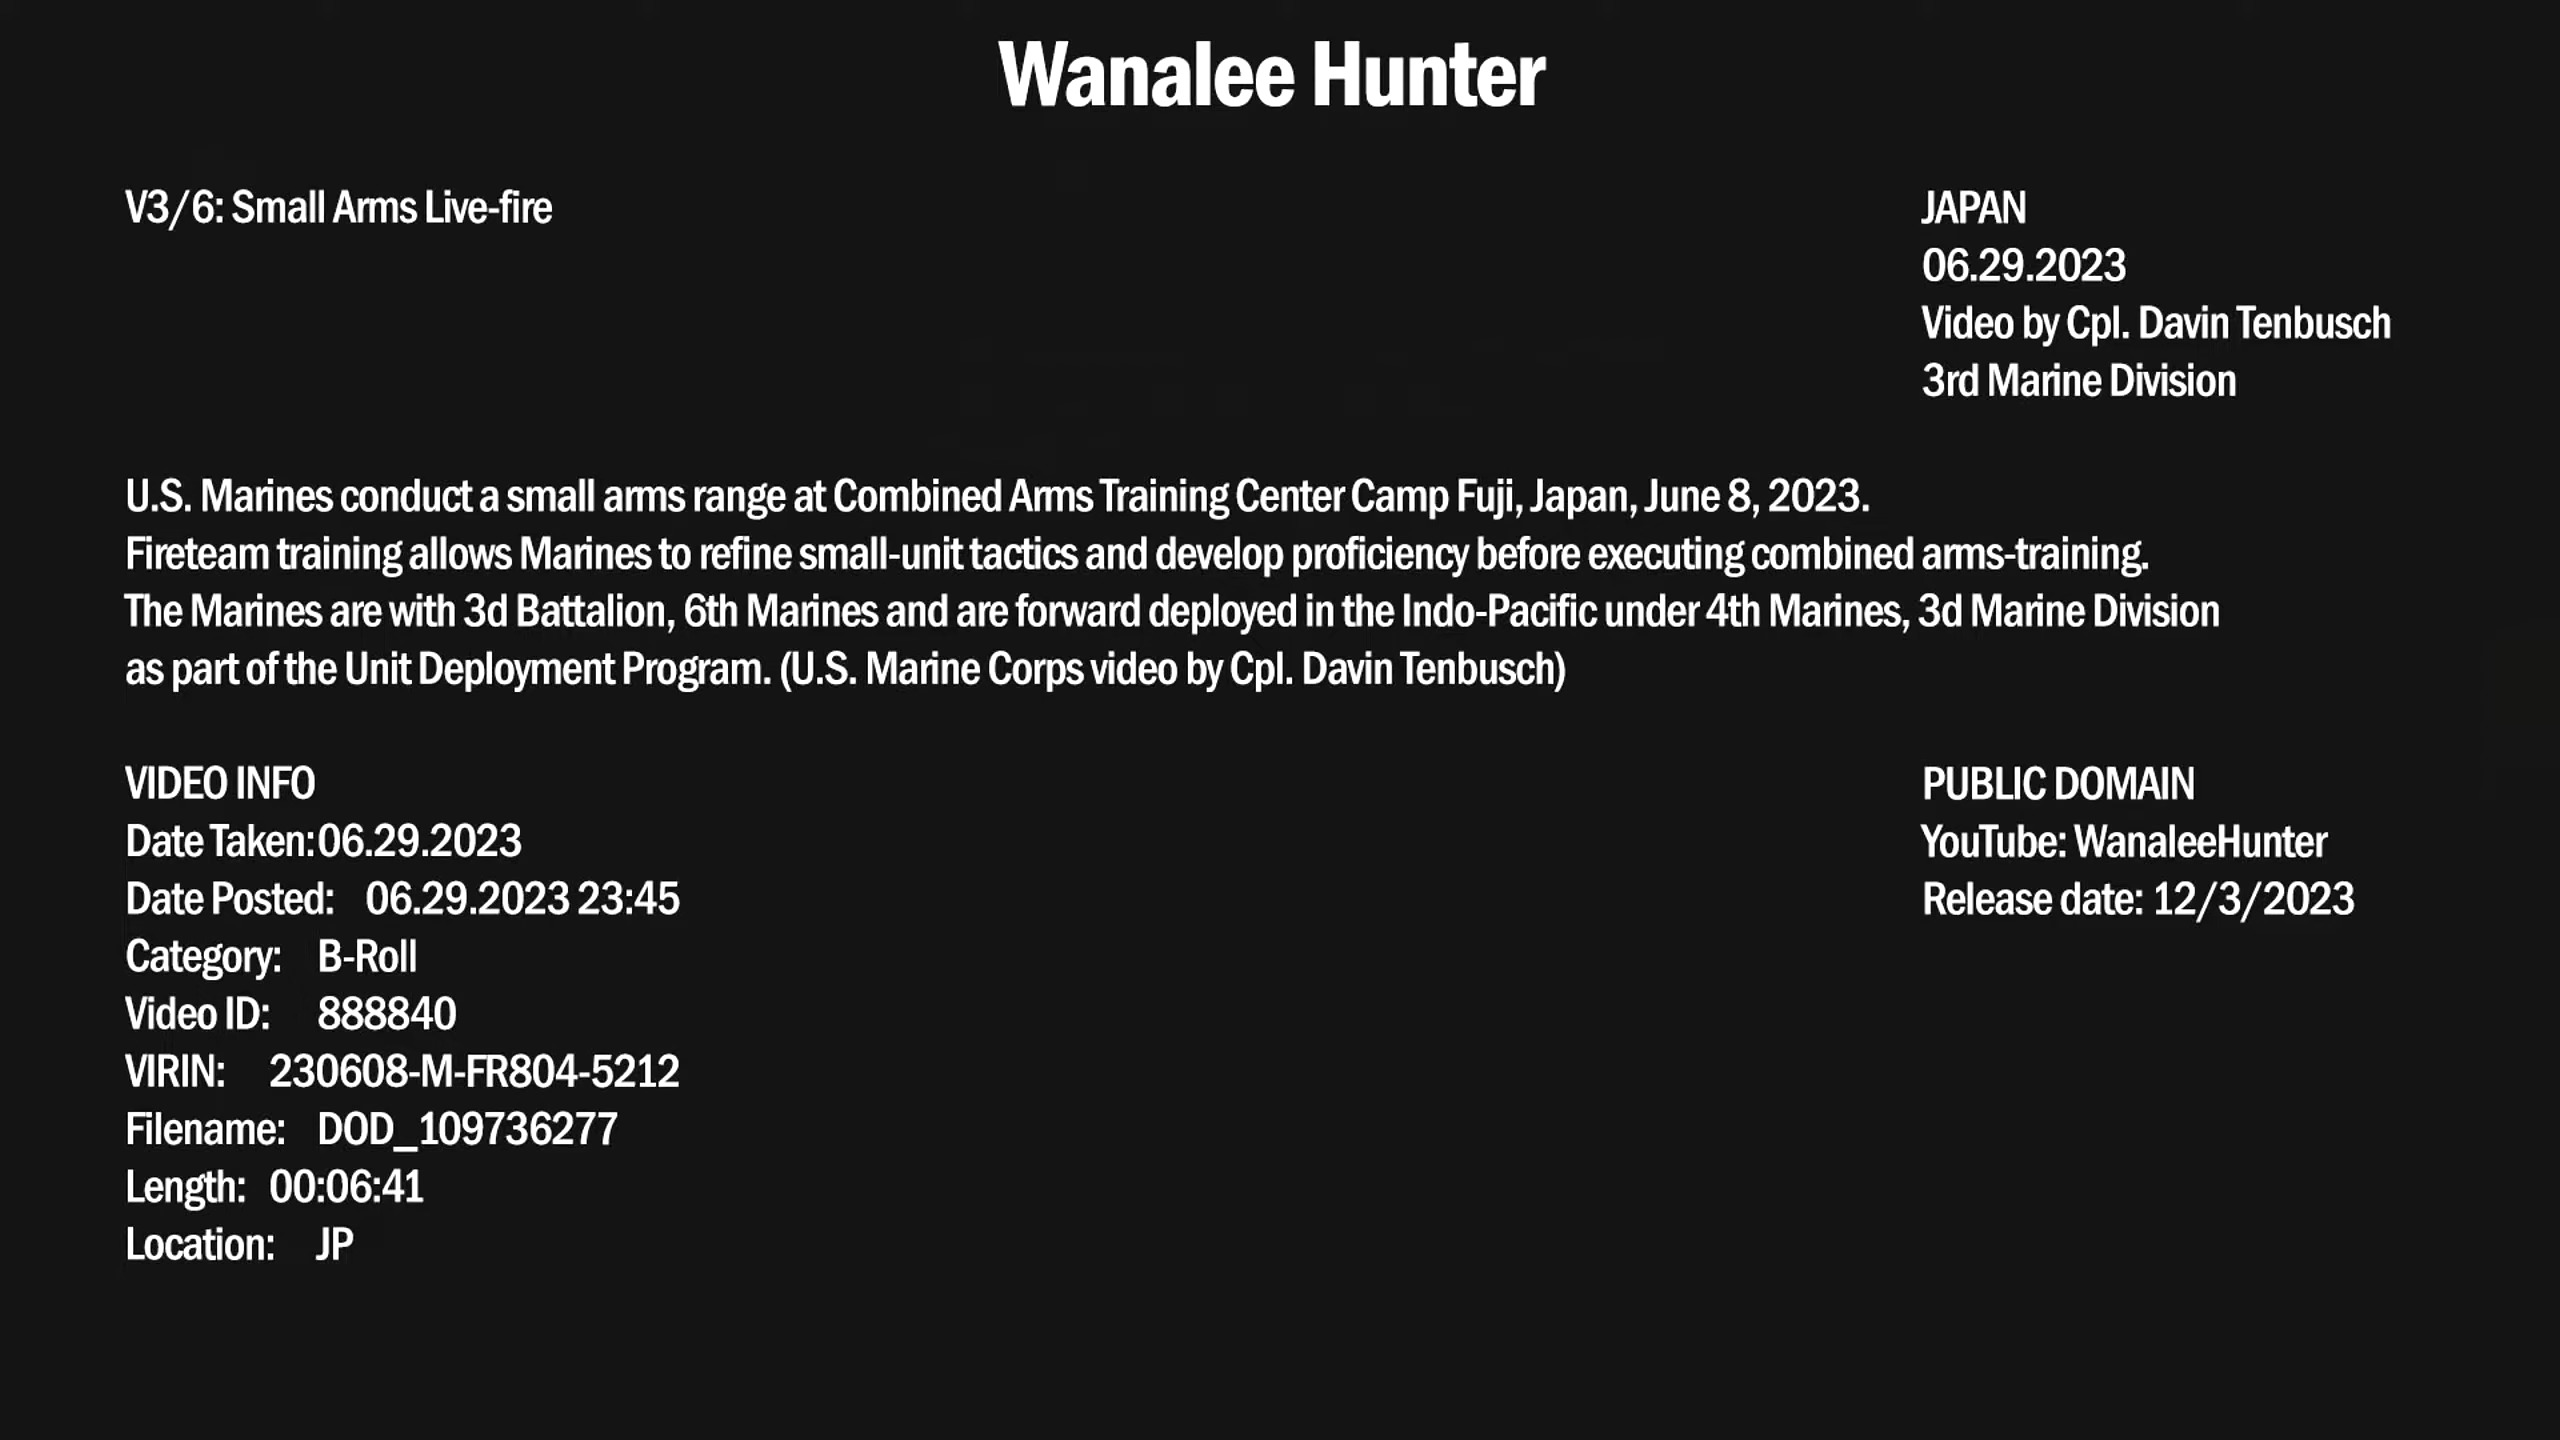 Wanalee Hunter
V3/6: Small Arms Live-fire
JAPAN
06.29.2023
Video by Cpl. Davin Tenbusch
3rd Marine Division
U.S. Marines conduct a small arms range at Combined Arms Training Center Camp Fuji, Japan, June 8, 2023.
Fireteam training allows Marines to refine small-unit tactics and develop proficiency before executing combined arms-training.
The Marines are with 3d Battalion, 6th Marines and are forward deployed in the Indo-Pacific under 4th Marines, 3d Marine Division
as part of the Unit Deployment Program. (U.S. Marine Corps video by Cpl. Davin Tenbusch)
VIDEO INFO
Date Taken: 06.29.2023
Date Posted: 06.29.2023 23:45
Category: B-Roll
Video ID: 888840
VIRIN: 230608-M-FR804-5212
Filename: DOD_109736277
Length: 00:06:41
Location: JP
PUBLIC DOMAIN
YouTube: WanaleeHunter
Release date: 12/3/2023